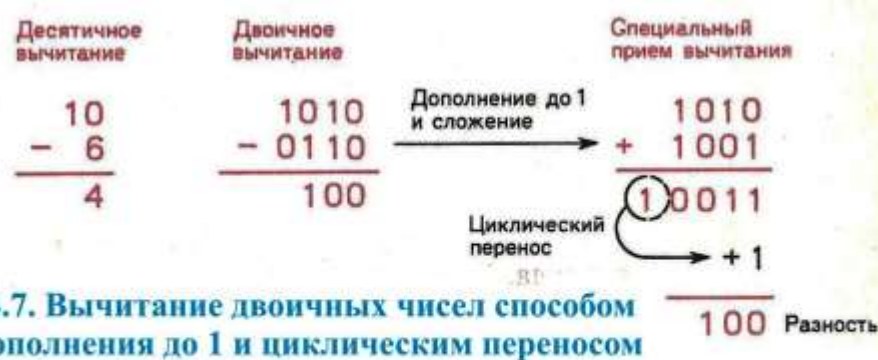 Десятичное
вычитание
10
− 6
4
Двоичное
вычитание
1010
− 0110
100
Дополнение до 1
и сложение
Специальный
прием вычитания
1010
+ 1001
10011
Циклический
перенос
+ 1
100 Разность
.7. Вычитание двоичных чисел способом
ополнения до 1 и циклическим переносом